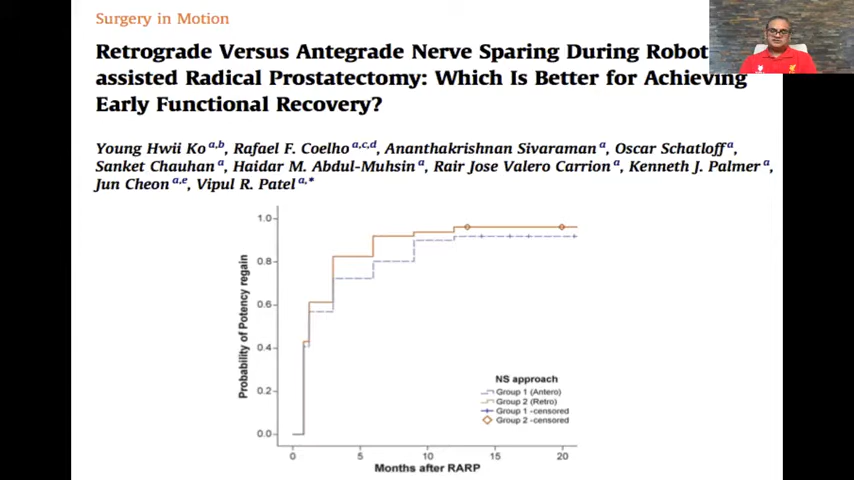 Surgery in Motion
Retrograde Versus Antegrade Nerve Sparing During Robot
assisted Radical Prostatectomy: Which Is Better for Achieving
Early Functional Recovery?
Young Hwii Ko a,b, Rafael F. Coelho a,c,d, Ananthakrishnan Sivaraman a, Oscar Schatloff a,
Sanket Chauhan a, Haidar M. Abdul-Muhsin a, Rair Jose Valero Carrion a, Kenneth J. Palmer a,
Jun Cheon a,e, Vipul R. Patel a,*
Probability of Potency regain
1.0
0.8
0.6
0.4
0.2
0.0
NS approach
Group 1 (Antero)
Group 2 (Retro)
Group 1 -censored
Group 2 -censored
0 5 10 15 20
Months after RARP